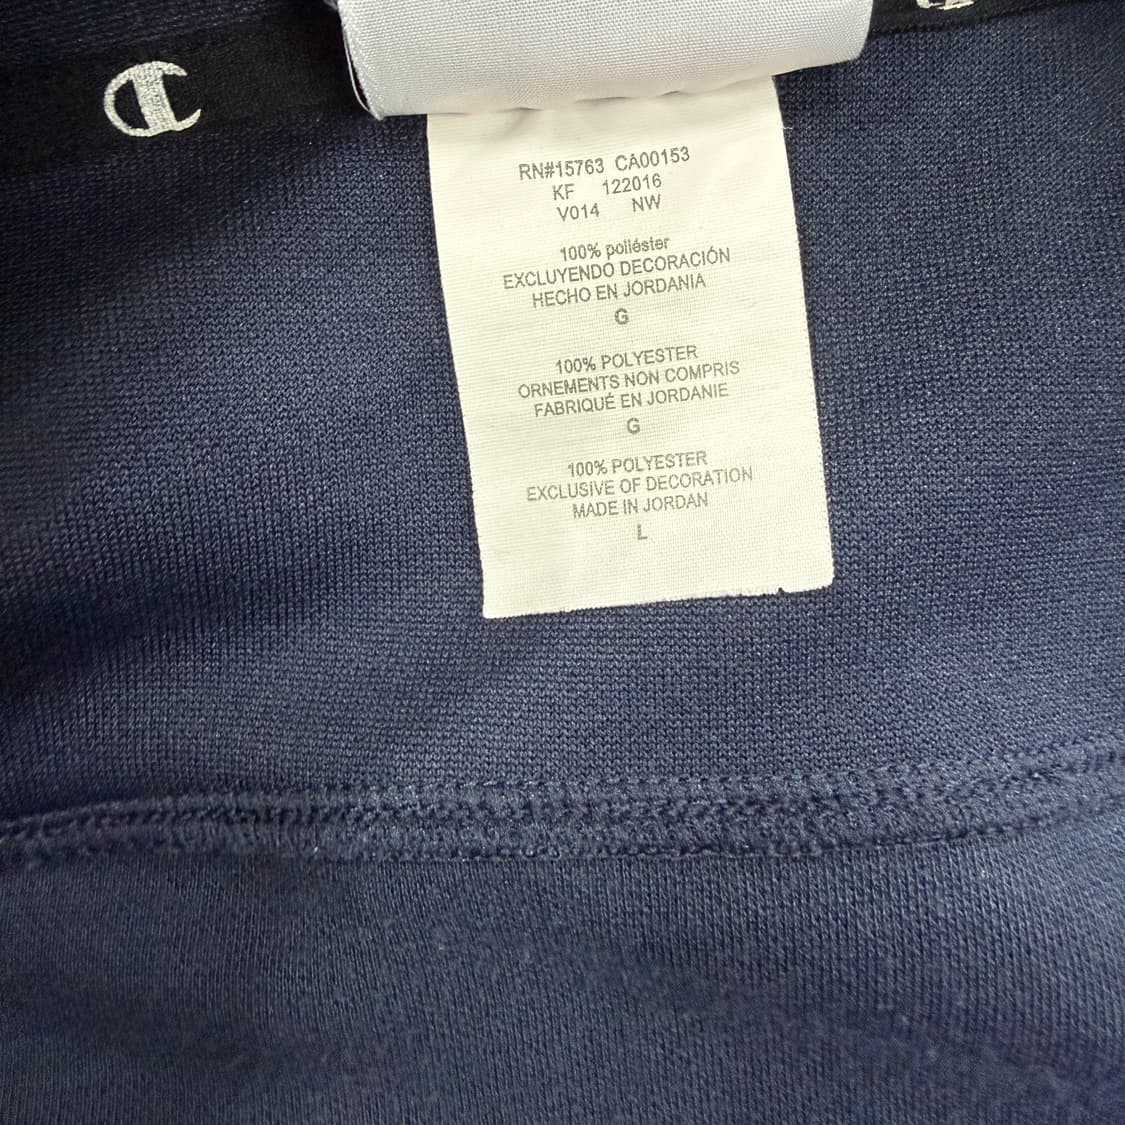 RN#15763 CA00153
KF 122016
V014 NW
100% poliéster
EXCLUYENDO DECORACIÓN
HECHO EN JORDANIA
G
100% POLYESTER
ORNEMENTS NON COMPRIS
FABRIQUÉ EN JORDANIE
G
100% POLYESTER
EXCLUSIVE OF DECORATION
MADE IN JORDAN
L